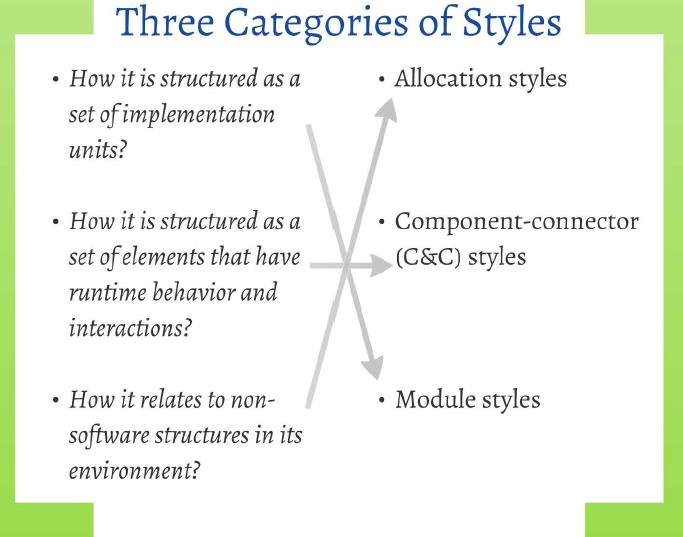 Three Categories of Styles
• How it is structured as a
set of implementation
units?
• How it is structured as a
set of elements that have
runtime behavior and
interactions?
• How it relates to non-
software structures in its
environment?
• Allocation styles
• Component-connector
(C&C) styles
• Module styles